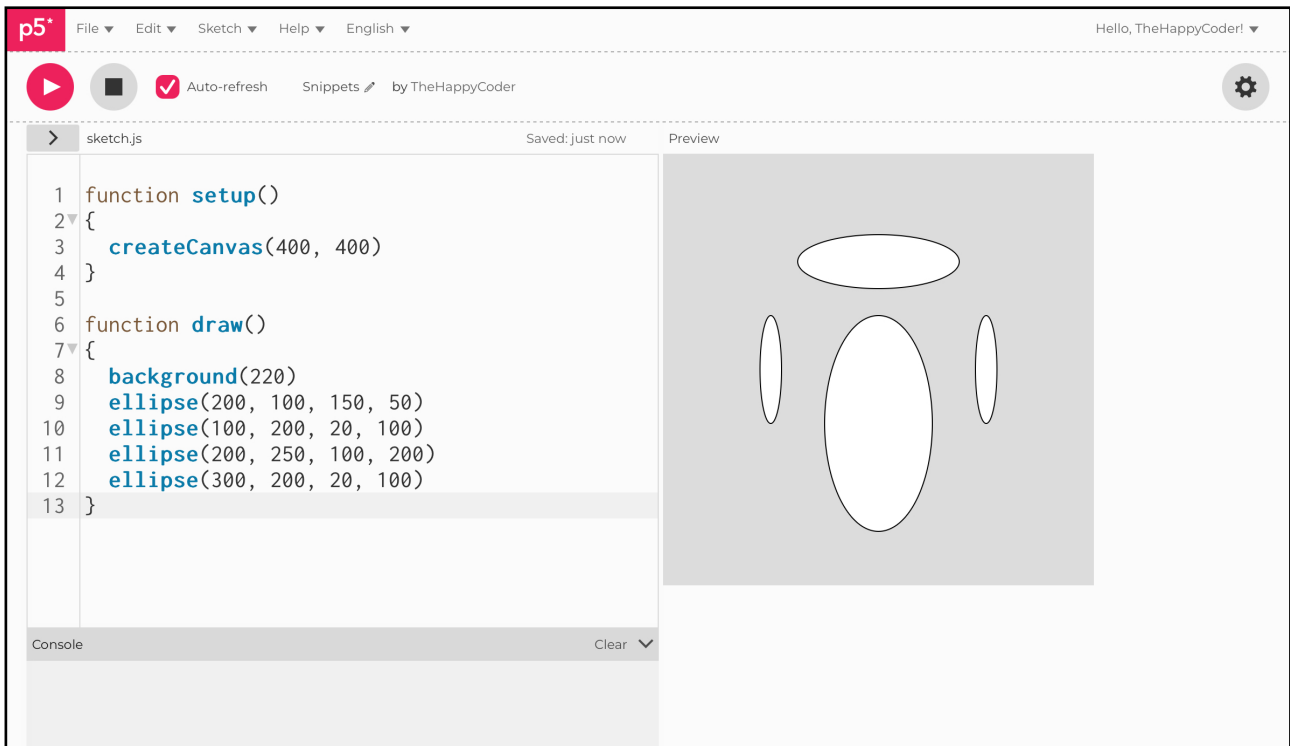 p5* File Edit Sketch Help English Hello, TheHappyCoder!
Auto-refresh Snippets by TheHappyCoder
sketch.js Saved: just now Preview
1 function setup()
2 {
3 createCanvas(400, 400)
4 }
5
6 function draw()
7 {
8 background(220)
9 ellipse(200, 100, 150, 50)
10 ellipse(100, 200, 20, 100)
11 ellipse(200, 250, 100, 200)
12 ellipse(300, 200, 20, 100)
13 }
Console Clear